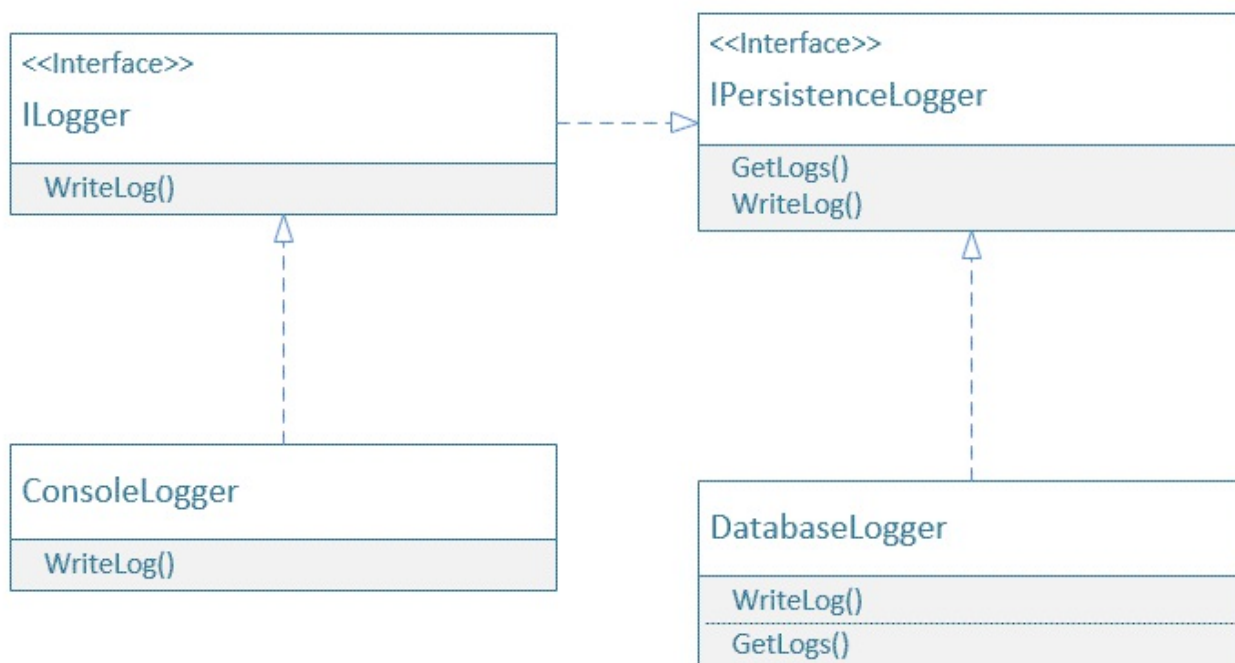 <<Interface>>
ILogger
WriteLog()
<<Interface>>
IPersistenceLogger
GetLogs()
WriteLog()
ConsoleLogger
WriteLog()
DatabaseLogger
WriteLog()
GetLogs()